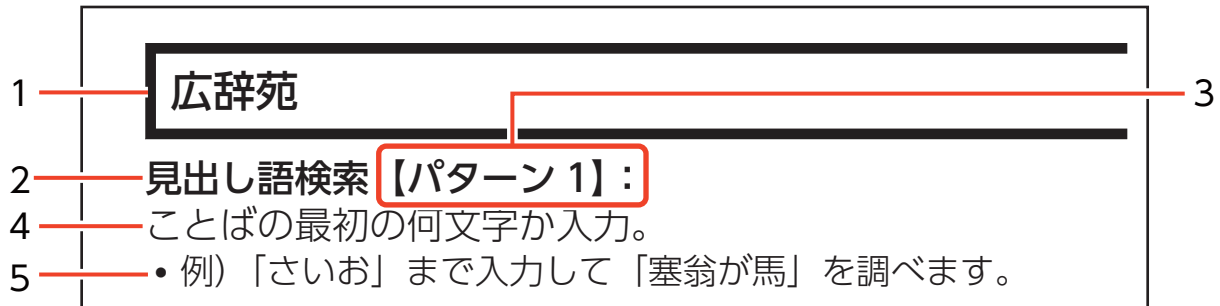 1
広辞苑
3
2
見出し語検索【パターン 1】:
4
ことばの最初の何文字か入力。
5
• 例)「さいお」まで入力して「塞翁が馬」を調べます。